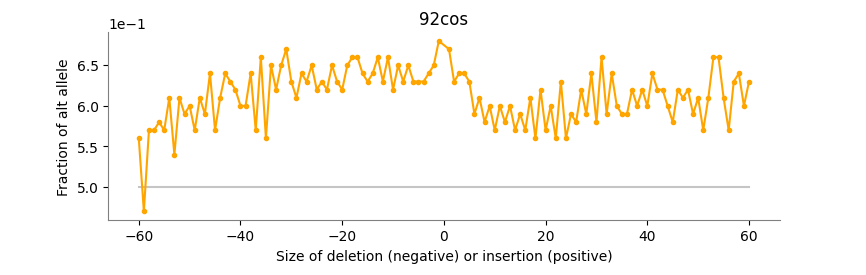 92cos
1e−1
6.5
6.0
5.5
5.0
Fraction of alt allele
−60 −40 −20 0 20 40 60
Size of deletion (negative) or insertion (positive)